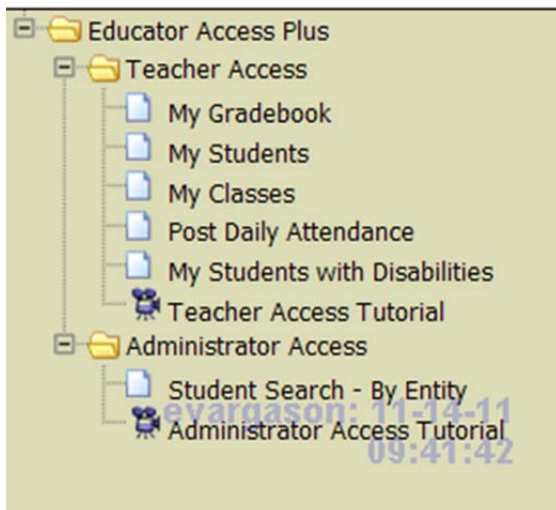 Educator Access Plus
Teacher Access
My Gradebook
My Students
My Classes
Post Daily Attendance
My Students with Disabilities
Teacher Access Tutorial
Administrator Access
Student Search - By Entity
evargason: 11-14-11
Administrator Access Tutorial
09:41:42